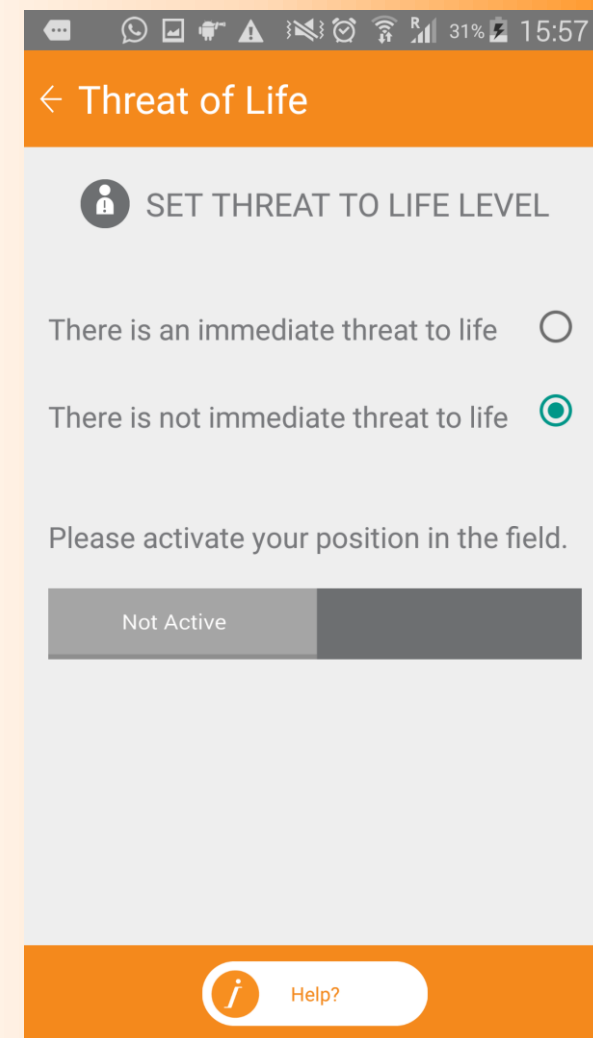 R 31% 15:57
Threat of Life
SET THREAT TO LIFE LEVEL
There is an immediate threat to life
There is not immediate threat to life
Please activate your position in the field.
Not Active
i Help?